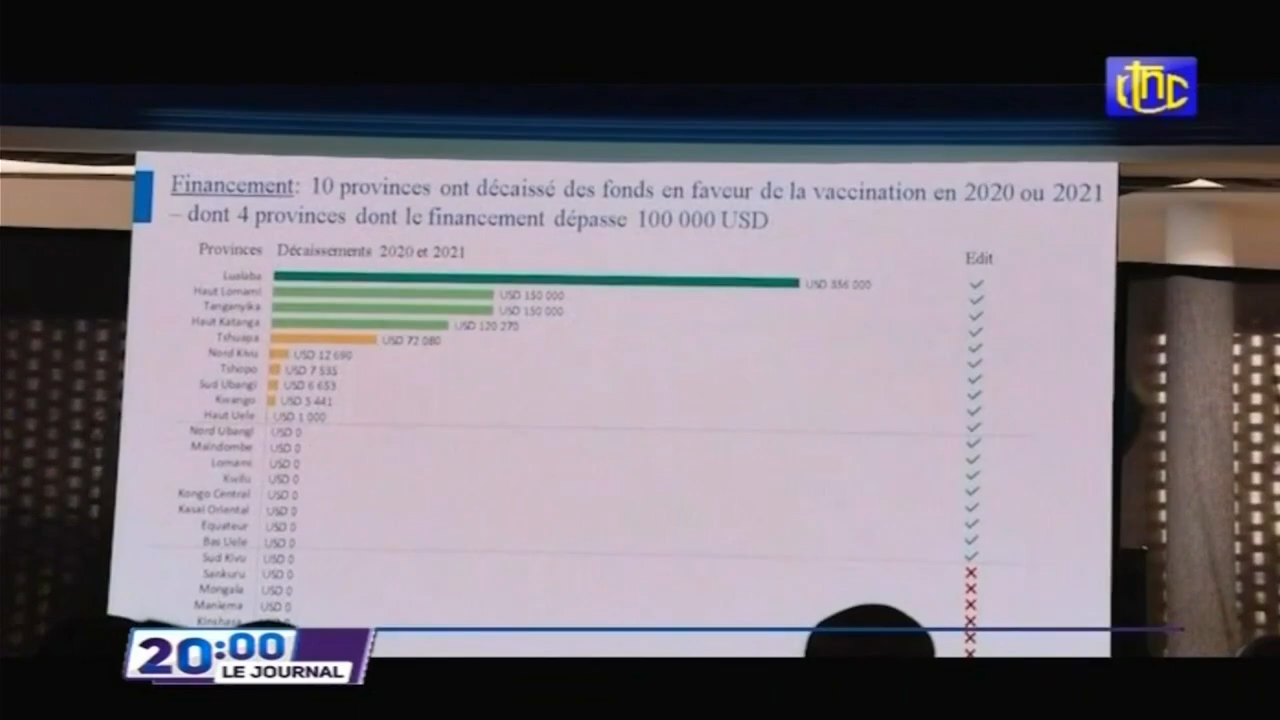 rtnc
Financement: 10 provinces ont décaissé des fonds en faveur de la vaccination en 2020 ou 2021
– dont 4 provinces dont le financement dépasse 100 000 USD
Provinces Décaissements 2020 et 2021 Edit
Lualaba USD 356 000
Haut Lomami USD 150 000
Tanganyika USD 150 000
Haut Katanga USD 120 270
Tshuapa USD 72 080
Nord Kivu USD 12 690
Tshopo USD 7 535
Sud Ubangi USD 6 653
Kwango USD 5 441
Haut Uele USD 1 000
Nord Ubangi USD 0
Maindombe USD 0
Lomami USD 0
Kwilu USD 0
Kongo Central USD 0
Kasai Oriental USD 0
Equateur USD 0
Bas Uele USD 0
Sud Kivu USD 0
Sankuru USD 0
Mongala USD 0
Maniema USD 0
Kinshasa
20:00
LE JOURNAL